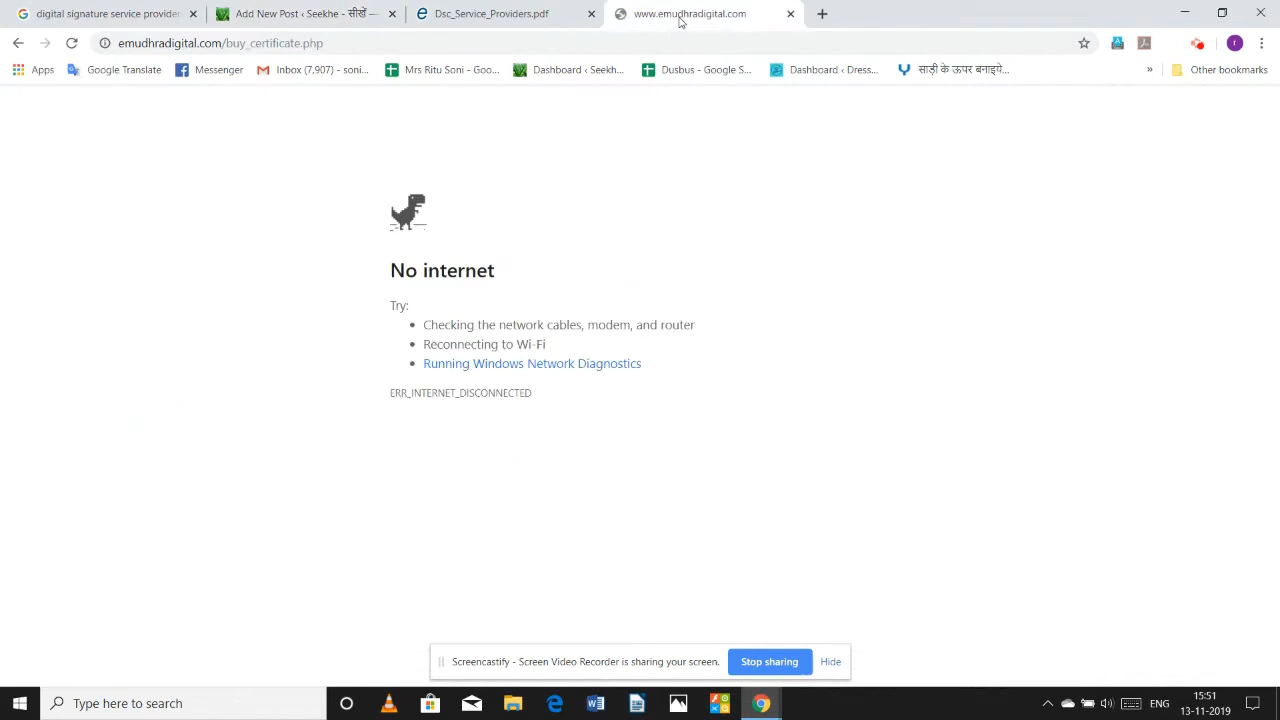 digital signature service provider
Add New Post ‹ Seekhe - सीखें —
Dsc_Service_Providers.pdf
www.emudhradigital.com
emudhradigital.com/buy_certificate.php
Apps
Google Translate
Messenger
Inbox (7,907) - soni...
Mrs Ritu Soni - Goo...
Dashboard ‹ Seekh...
Dusbus - Google S...
Dashboard ‹ Dress...
साड़ी के ऊपर बनाइये...
»
Other bookmarks
No internet
Try:
• Checking the network cables, modem, and router
• Reconnecting to Wi-Fi
• Running Windows Network Diagnostics
ERR_INTERNET_DISCONNECTED
Screencastify - Screen Video Recorder is sharing your screen.
Stop sharing
Hide
Type here to search
ENG
15:51
13-11-2019